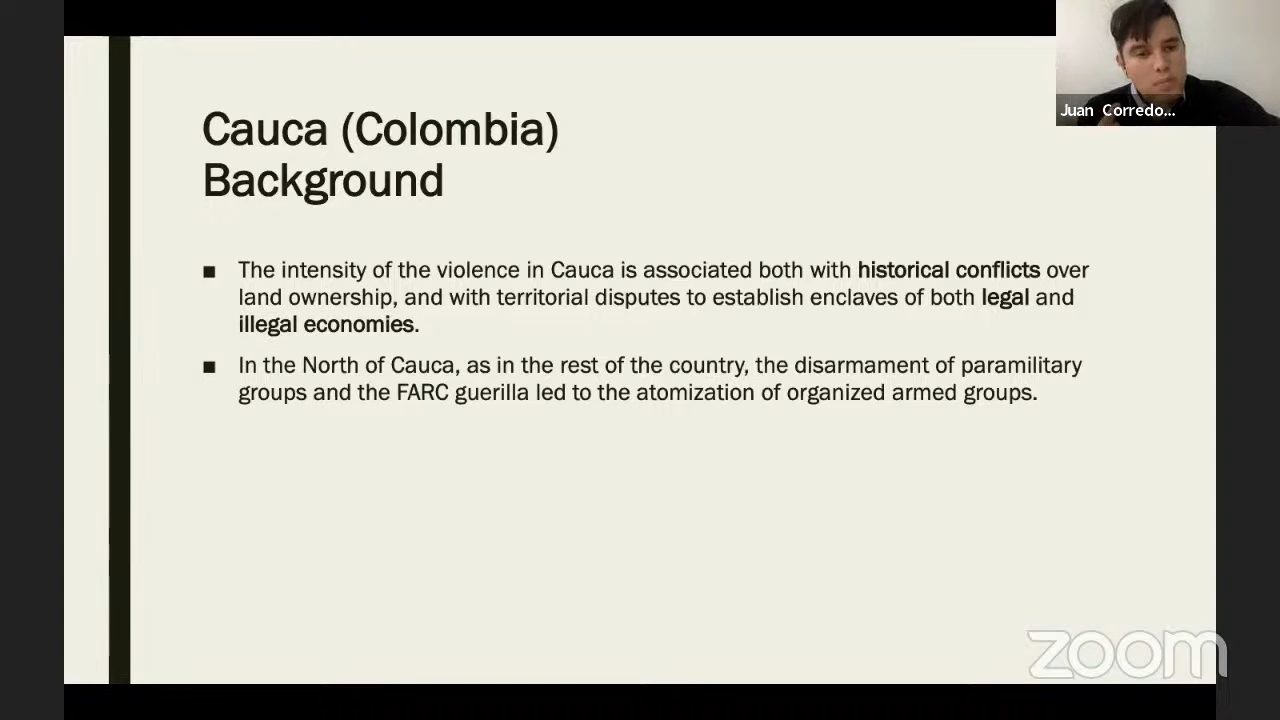 Juan Corredo...
Cauca (Colombia)
Background
■ The intensity of the violence in Cauca is associated both with historical conflicts over
land ownership, and with territorial disputes to establish enclaves of both legal and
illegal economies.
■ In the North of Cauca, as in the rest of the country, the disarmament of paramilitary
groups and the FARC guerilla led to the atomization of organized armed groups.
zoom